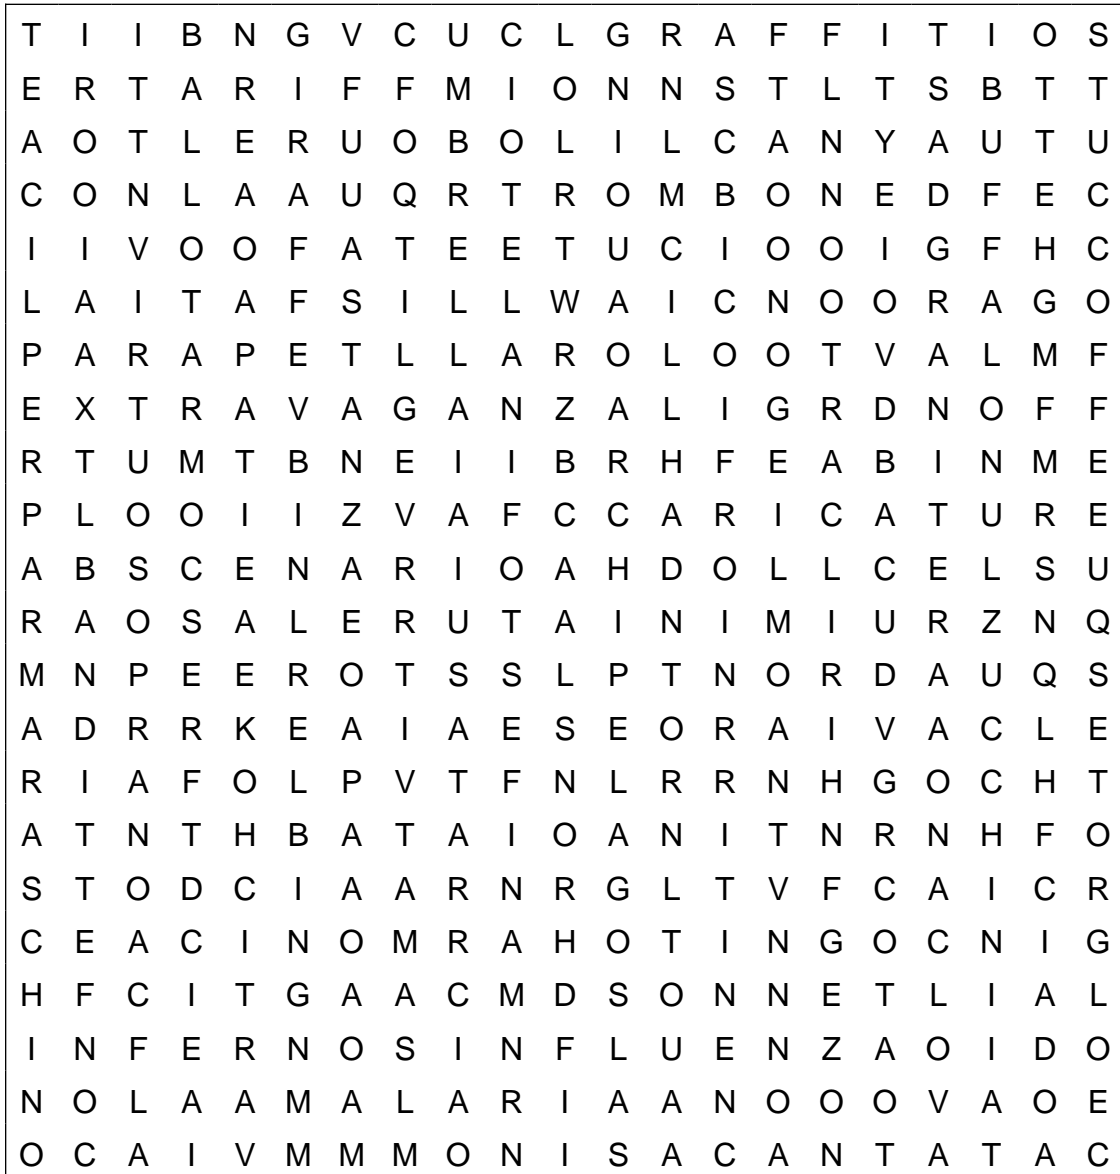 T I I B N G V C U C L G R A F F I T I O S
E R T A R I F F M I O N N S T L T S B T T
A O T L E R U O B O L I L C A N Y A U T U
C O N L A A U Q R T R O M B O N E D F E C
I I V O O F A T E E T U C I O O I G F H C
L A I T A F S I L L W A I C N O O R A G O
P A R A P E T L L A R O L O O T V A L M F
E X T R A V A G A N Z A L I G R D N O F F
R T U M T B N E I I B R H F E A B I N M E
P L O O I I Z V A F C C A R I C A T U R E
A B S C E N A R I O A H D O L L C E L S U
R A O S A L E R U T A I N I M I U R Z N Q
M N P E E R O T S S L P T N O R D A U Q S
A D R R K E A I A E S E O R A I V A C L E
R I A F O L P V T F N L R R N H G O C H T
A T N T H B A T A I O A N I T N R N H F O
S T O D C I A A R N R G L T V F C A I C R
C E A C I N O M R A H O T I N G O C N I G
H F C I T G A A C M D S O N N E T L I A L
I N F E R N O S I N F L U E N Z A O I D O
N O L A A M A L A R I A A N O O O V A O E
O C A I V M M M O N I S A C A N T A T A C